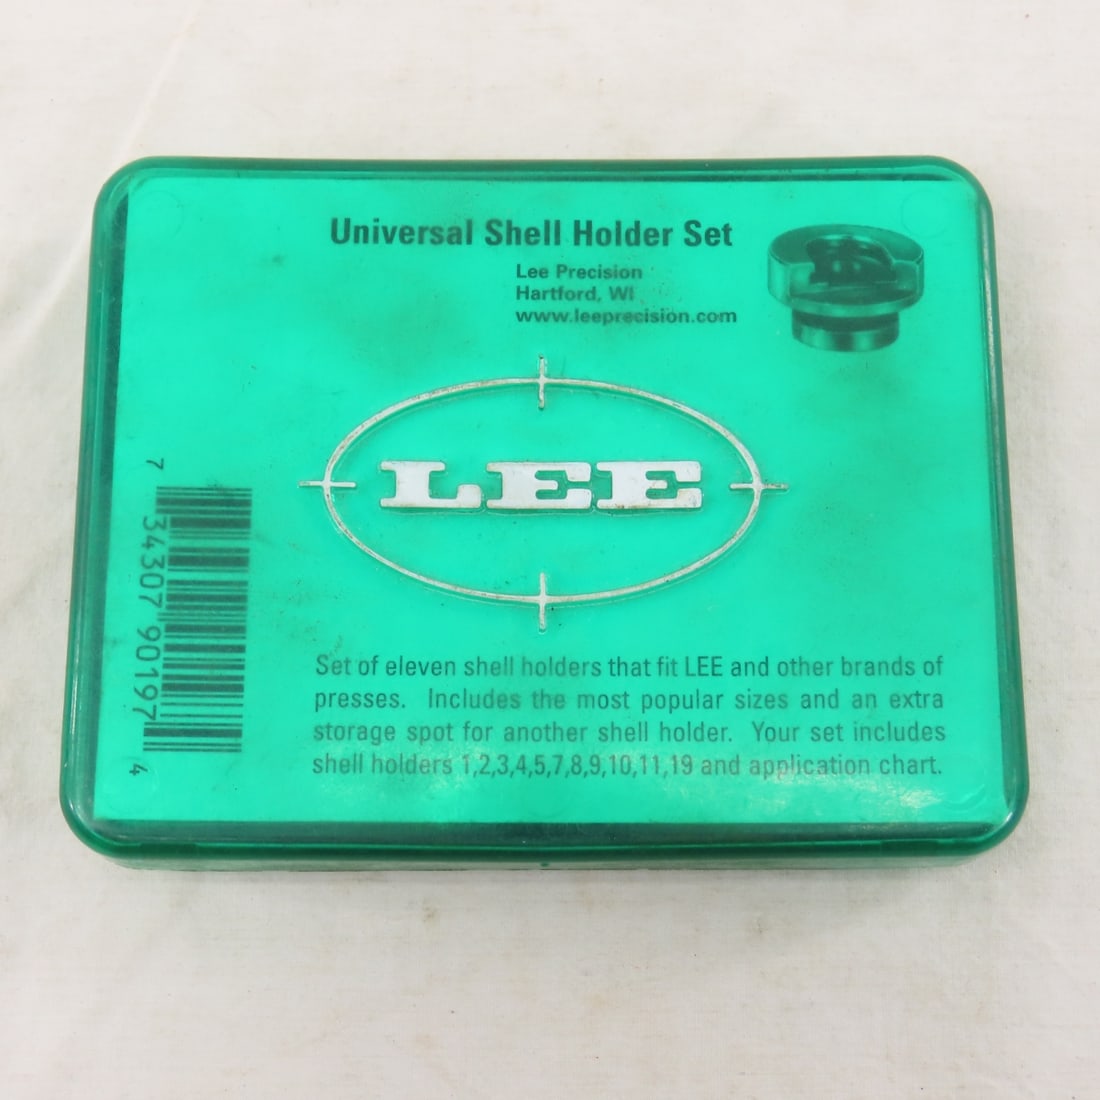 Universal Shell Holder Set
Lee Precision
Hartford, WI
www.leeprecision.com
LEE
Set of eleven shell holders that fit LEE and other brands of
presses. Includes the most popular sizes and an extra
storage spot for another shell holder. Your set includes
shell holders 1,2,3,4,5,7,8,9,10,11,19 and application chart.
7 34307 90197 4